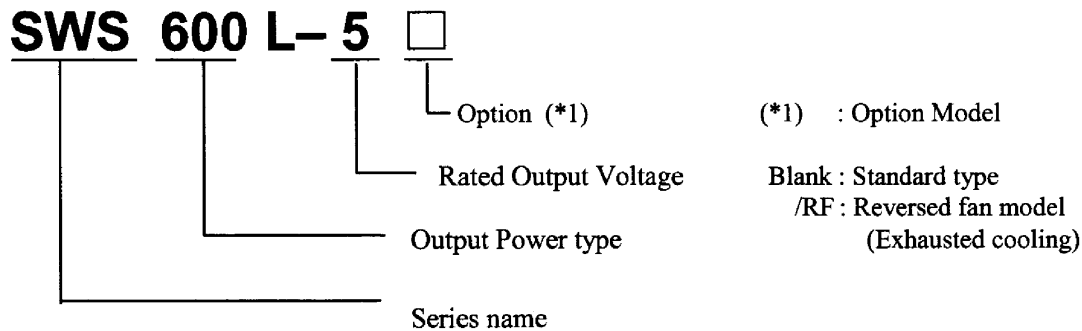 SWS 600 L– 5 □
Option (*1) (*1) : Option Model
Rated Output Voltage Blank : Standard type
/RF : Reversed fan model
Output Power type (Exhausted cooling)
Series name